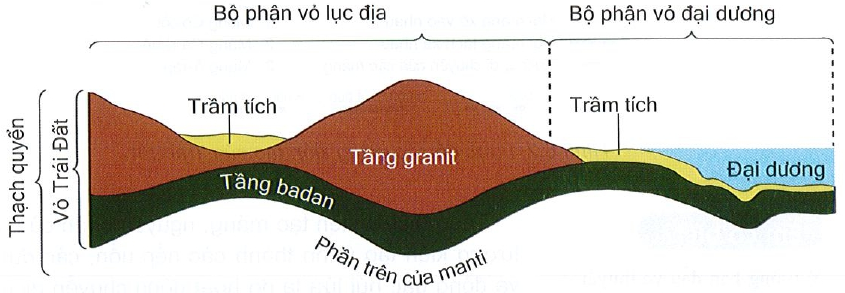 Bộ phận vỏ lục địa
Bộ phận vỏ đại dương
Trầm tích
Trầm tích
Tầng granit
Đại dương
Tầng badan
Phần trên của manti
Thạch quyển
Vỏ Trái Đất